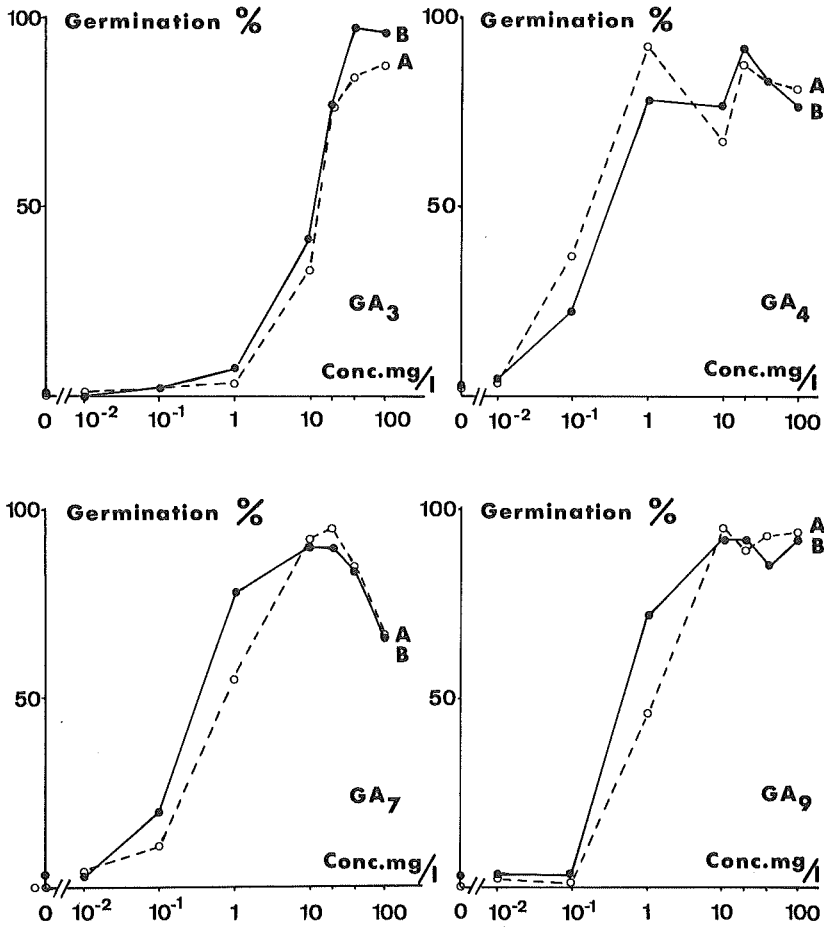 Germination %
100
50
B
A
GA3
Conc.mg/l
0 10-2 10-1 1 10 100
Germination %
100
50
A
B
GA4
Conc.mg/l
0 10-2 10-1 1 10 100
Germination %
100
50
A
B
GA7
Conc.mg/l
0 10-2 10-1 1 10 100
Germination %
100
50
A
B
GA9
Conc.mg/l
0 10-2 10-1 1 10 100